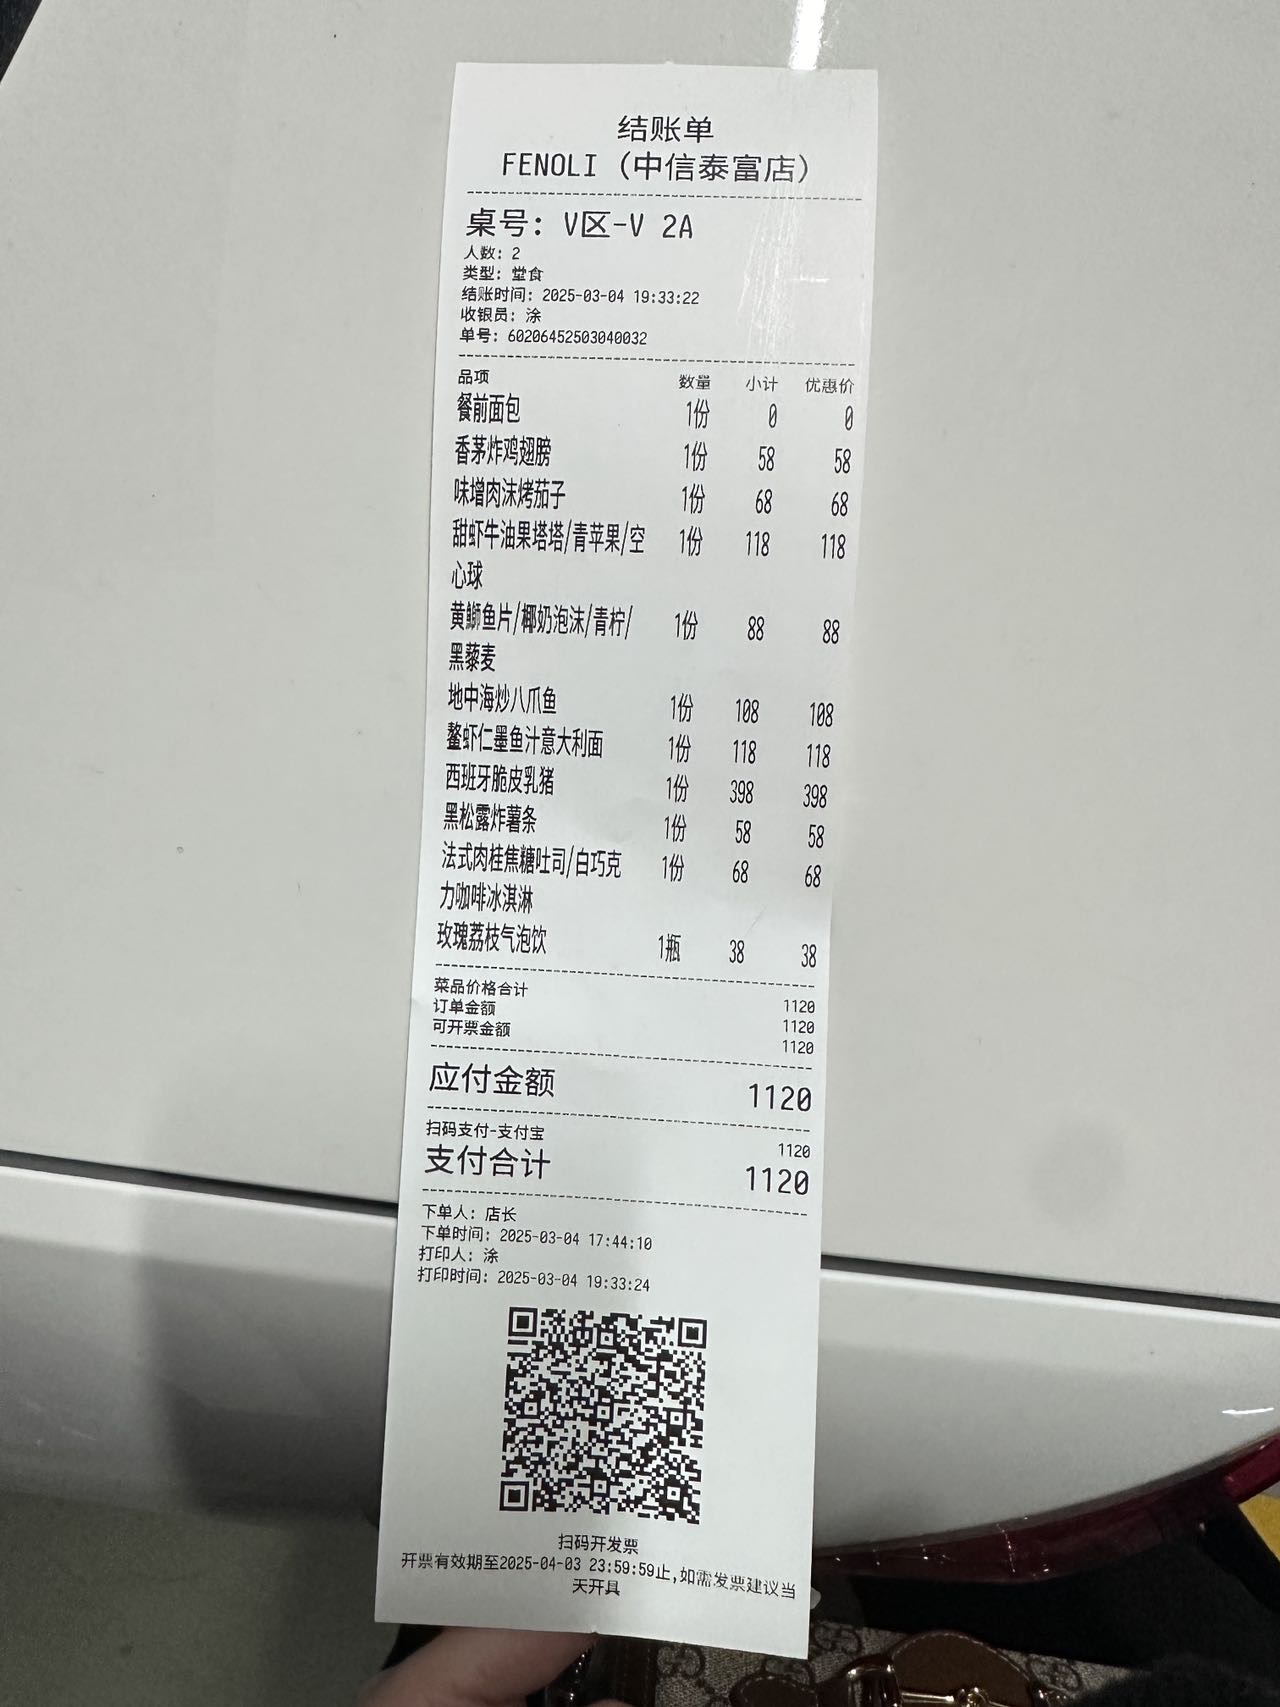 结账单
FENOLI (中信泰富店)
桌号: V区-V 2A
人数: 2
类型: 堂食
结账时间: 2025-03-04 19:33:22
收银员: 涂
单号: 60206452503040032
品项 数量 小计 优惠价
餐前面包 1份 0 0
香茅炸鸡翅膀 1份 58 58
味增肉沫烤茄子 1份 68 68
甜虾牛油果塔塔/青苹果/空 1份 118 118
心球
黄鰤鱼片/椰奶泡沫/青柠/ 1份 88 88
黑藜麦
地中海炒八爪鱼 1份 108 108
鳌虾仁墨鱼汁意大利面 1份 118 118
西班牙脆皮乳猪 1份 398 398
黑松露炸薯条 1份 58 58
法式肉桂焦糖吐司/白巧克 1份 68 68
力咖啡冰淇淋
玫瑰荔枝气泡饮 1瓶 38 38
菜品价格合计 1120
订单金额 1120
可开票金额 1120
应付金额 1120
扫码支付-支付宝 1120
支付合计 1120
下单人: 店长
下单时间: 2025-03-04 17:44:10
打印人: 涂
打印时间: 2025-03-04 19:33:24
扫码开发票
开票有效期至2025-04-03 23:59:59止,如需发票建议当
天开具